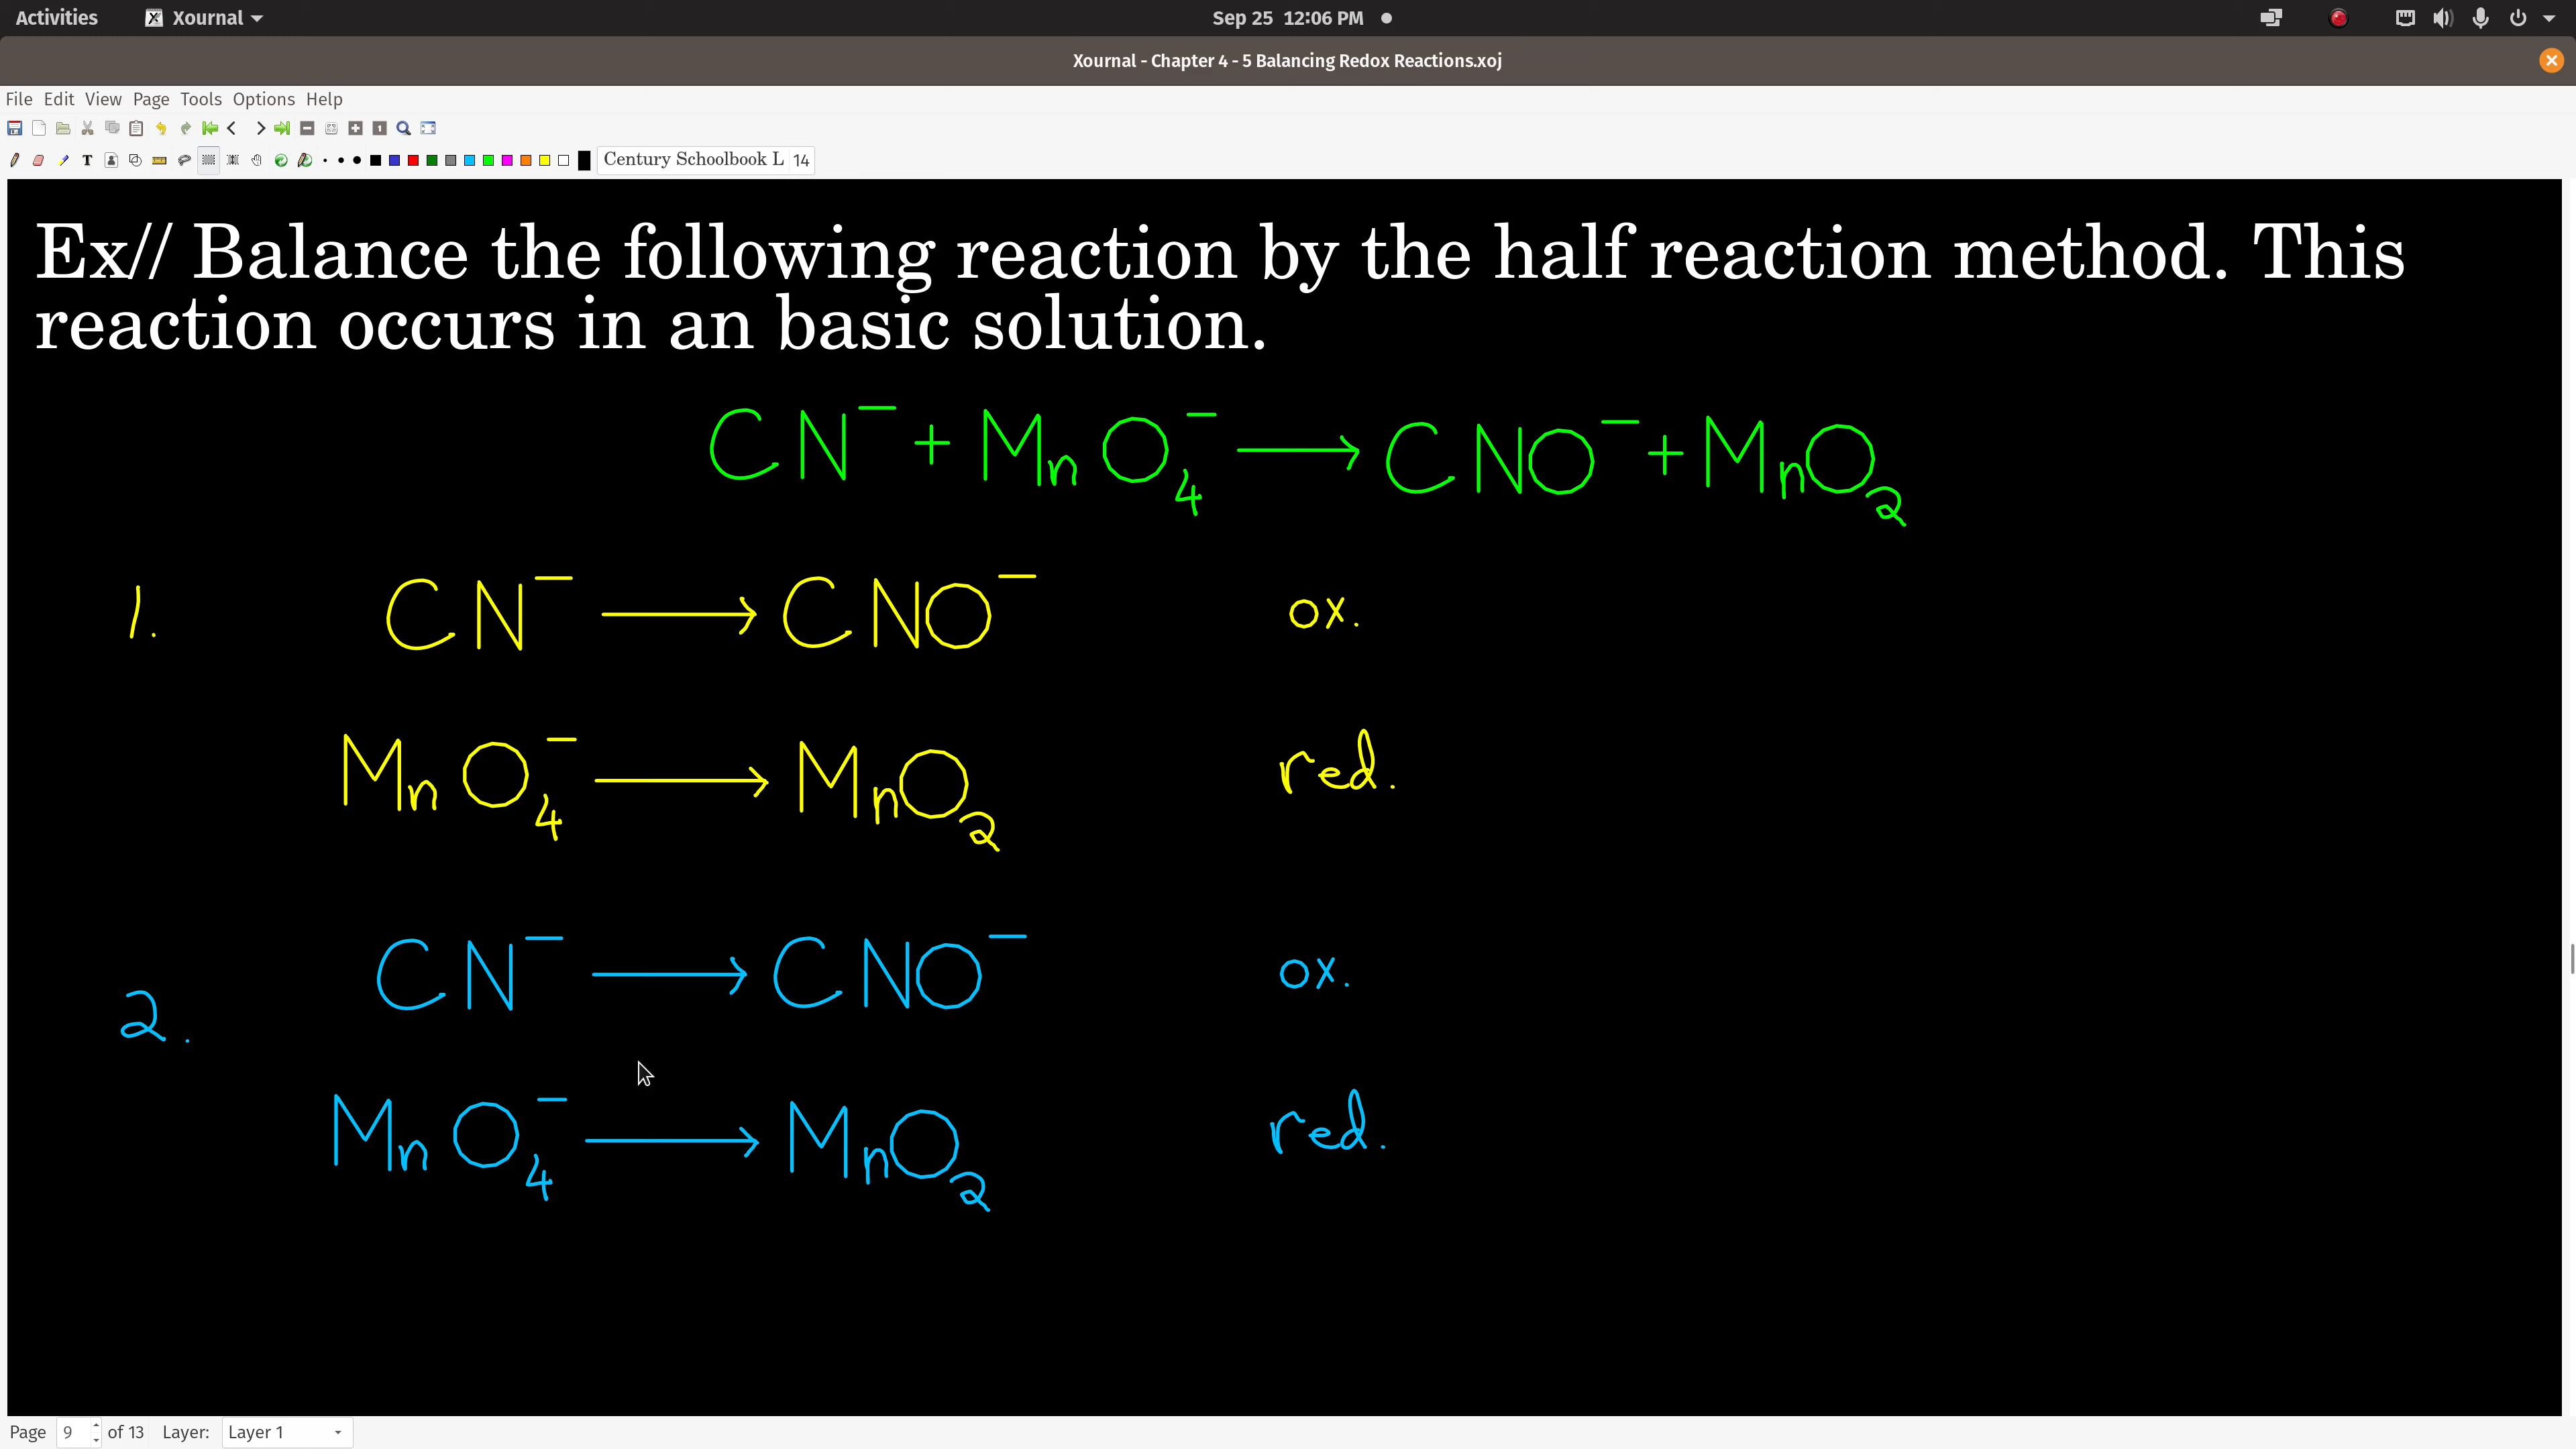 Activities Xournal Sep 25 12:06 PM
Xournal - Chapter 4 - 5 Balancing Redox Reactions.xoj
File Edit View Page Tools Options Help
Century Schoolbook L 14
Ex// Balance the following reaction by the half reaction method. This
reaction occurs in an basic solution.
CN⁻ + MnO₄⁻ → CNO⁻ + MnO₂
1. CN⁻ → CNO⁻ ox.
MnO₄⁻ → MnO₂ red.
2. CN⁻ → CNO⁻ ox.
MnO₄⁻ → MnO₂ red.
Page 9 of 13 Layer: Layer 1